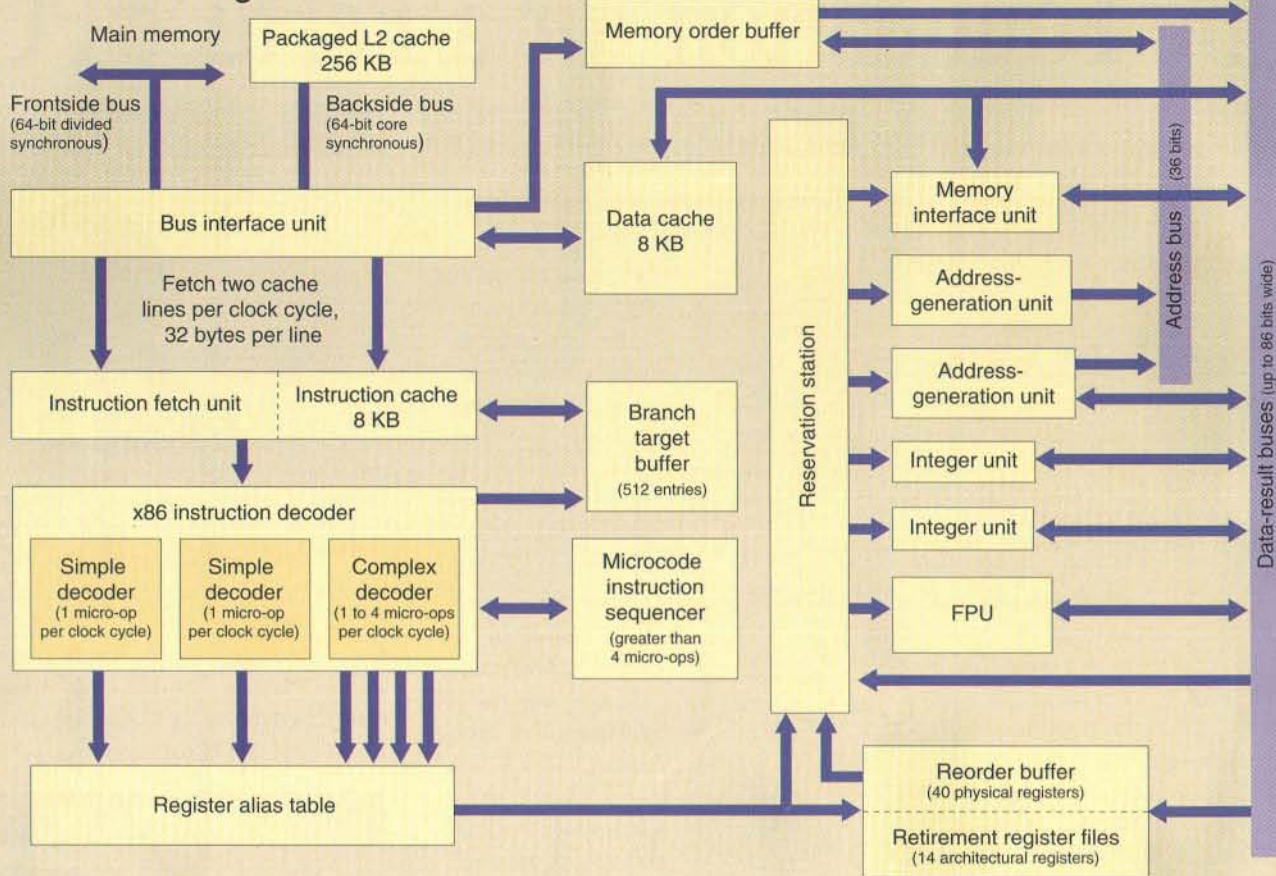 Main memory
Packaged L2 cache
256 KB
Memory order buffer
Frontside bus
(64-bit divided
synchronous)
Backside bus
(64-bit core
synchronous)
Bus interface unit
Data cache
8 KB
Fetch two cache
lines per clock cycle,
32 bytes per line
Instruction fetch unit
Instruction cache
8 KB
Branch
target
buffer
(512 entries)
x86 instruction decoder
Simple
decoder
(1 micro-op
per clock cycle)
Simple
decoder
(1 micro-op
per clock cycle)
Complex
decoder
(1 to 4 micro-ops
per clock cycle)
Microcode
instruction
sequencer
(greater than
4 micro-ops)
Register alias table
Reservation station
Memory
interface unit
Address-
generation unit
Address-
generation unit
Integer unit
Integer unit
FPU
Reorder buffer
(40 physical registers)
Retirement register files
(14 architectural registers)
Address bus (36 bits)
Data-result buses (up to 86 bits wide)